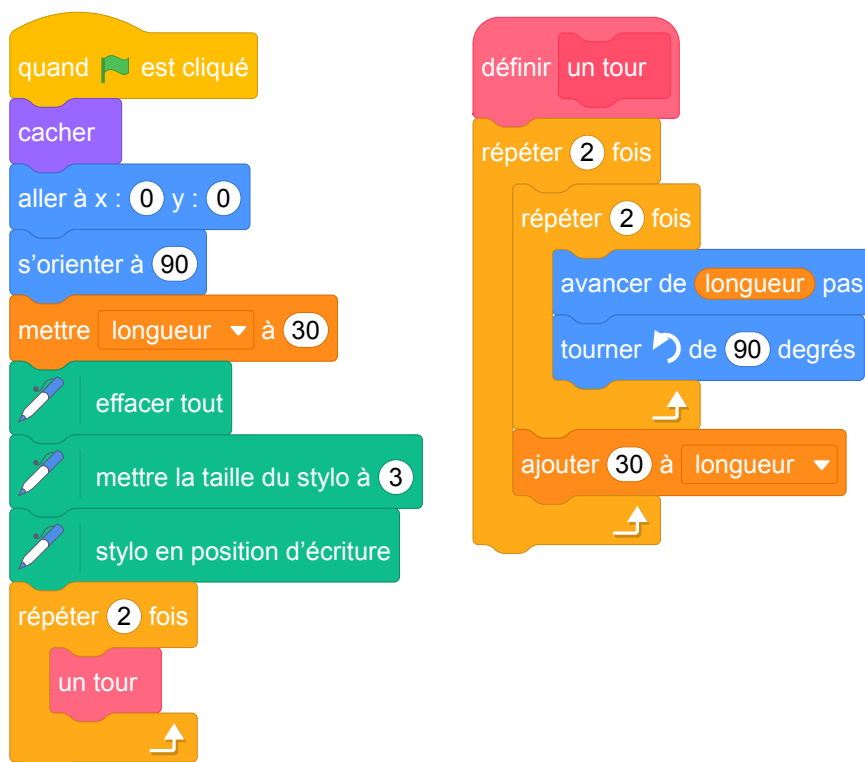 quand est cliqué
cacher
aller à x : 0 y : 0
s'orienter à 90
mettre longueur à 30
effacer tout
mettre la taille du stylo à 3
stylo en position d'écriture
répéter 2 fois
un tour
définir un tour
répéter 2 fois
répéter 2 fois
avancer de longueur pas
tourner de 90 degrés
ajouter 30 à longueur